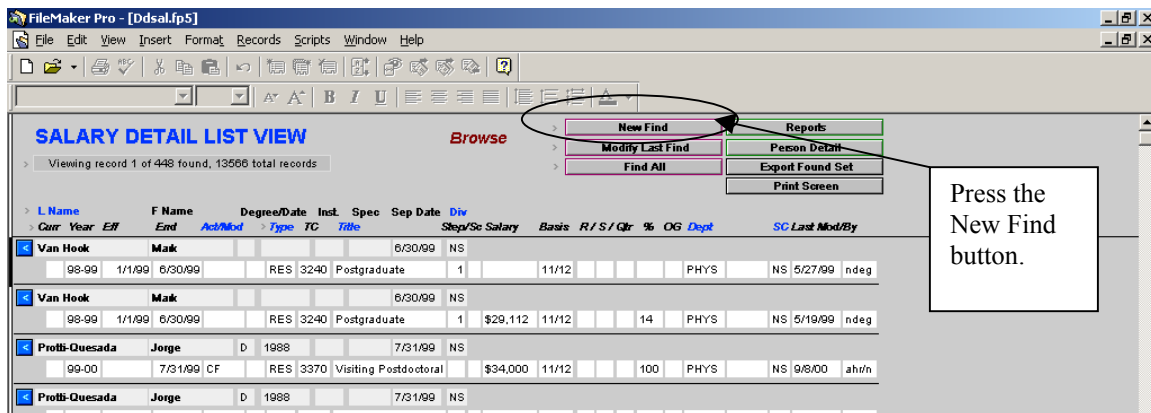 FileMaker Pro - [Ddsal.fp5]
File Edit View Insert Format Records Scripts Window Help
B I U A
SALARY DETAIL LIST VIEW
Browse
> New Find Reports
> Modify Last Find Person Detail
> Find All Export Found Set
Print Screen
> Viewing record 1 of 448 found, 13566 total records
Press the
New Find
button.
> L Name F Name Degree/Date Inst. Spec Sep Date Div
> Curr Year Eff End Act/Mod > Type TC Title Step/Sc Salary Basis R / S / Qtr % OG Dept SC Last Mod/By
< Van Hook Mark 6/30/99 NS
98-99 1/1/99 6/30/99 RES 3240 Postgraduate 1 11/12 PHYS NS 5/27/99 ndeg
< Van Hook Mark 6/30/99 NS
98-99 1/1/99 6/30/99 RES 3240 Postgraduate 1 $29,112 11/12 14 PHYS NS 5/19/99 ndeg
< Protti-Quesada Jorge D 1988 7/31/99 NS
99-00 7/31/99 CF RES 3370 Visiting Postdoctoral $34,000 11/12 100 PHYS NS 9/8/00 ahr/n
< Protti-Quesada Jorge D 1988 7/31/99 NS